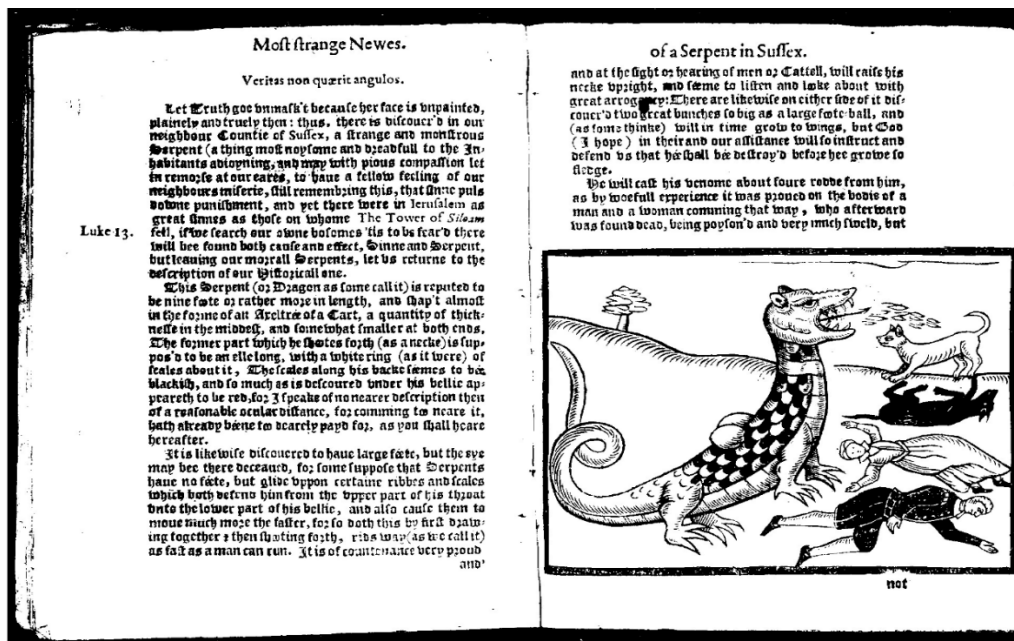 Most strange Newes.
Veritas non quærit angulos.
Let Truth goe vnmask't because her face is vnpainted,
plainely and truely then: thus, there is discouer'd in our
neighbour Countie of Sussex, a strange and monstrous
Serpent (a thing most noysome and dreadfull to the In-
habitants adioyning, and may with pious compassion let
in remorse at our eares, to haue a fellow feeling of our
neighbours miserie, still remembring this, that sinne puls
downe punishment, and yet there were in Ierusalem as
great sinnes as those on whome The Tower of Siloam
Luke 13.
fell, if we search our owne bosomes 'tis to be fear'd there
will bee found both cause and effect, Sinne and Serpent,
but leauing our morrall Serpents, let vs returne to the
description of our Historicall one.
This Serpent (or Dragon as some call it) is reputed to
be nine feete or rather more in length, and shap't almost
in the forme of an Axeltree of a Cart, a quantity of thick-
nesse in the middest, and somewhat smaller at both ends.
The former part which he shootes forth (as a necke) is sup-
pos'd to be an elle long, with a white ring (as it were) of
scales about it, The scales along his backe seemes to be
blackish, and so much as is descoured vnder his bellie ap-
peareth to be red, for I speake of no nearer description then
of a reasonable ocular distance, for comming too neare it,
hath already beene too dearely payd for, as you shall heare
hereafter.
It is likewise discouered to haue large feete, but the eye
may bee there deceaued, for some suppose that Serpents
haue no feete, but glide vppon certaine ribbes and scales
which both defend him from the vpper part of his throat
vnto the lower part of his bellie, and also cause them to
moue much more the faster, for so doth this by first draw-
ing together & then shooting forth, rids way (as we call it)
as fast as a man can run. It is of countenance very proud
and'
of a Serpent in Sussex.
and at the sight or hearing of men or Cattell, will raise his
necke vpright, and seeme to listen and looke about with
great arrogancy: There are likewise on either side of it dis-
couer'd two great bunches so big as a large foote-ball, and
(as some thinke) will in time grow to wings, but God
(I hope) in their and our assistance will so instruct and
defend vs that hee shall bee destroy'd before hee growe so
fledge.
He will cast his venome about foure rodde from him,
as by woefull experience it was proued on the bodie of a
man and a woman comming that way, who afterward
was found dead, being poyson'd and very much sweld, but
not